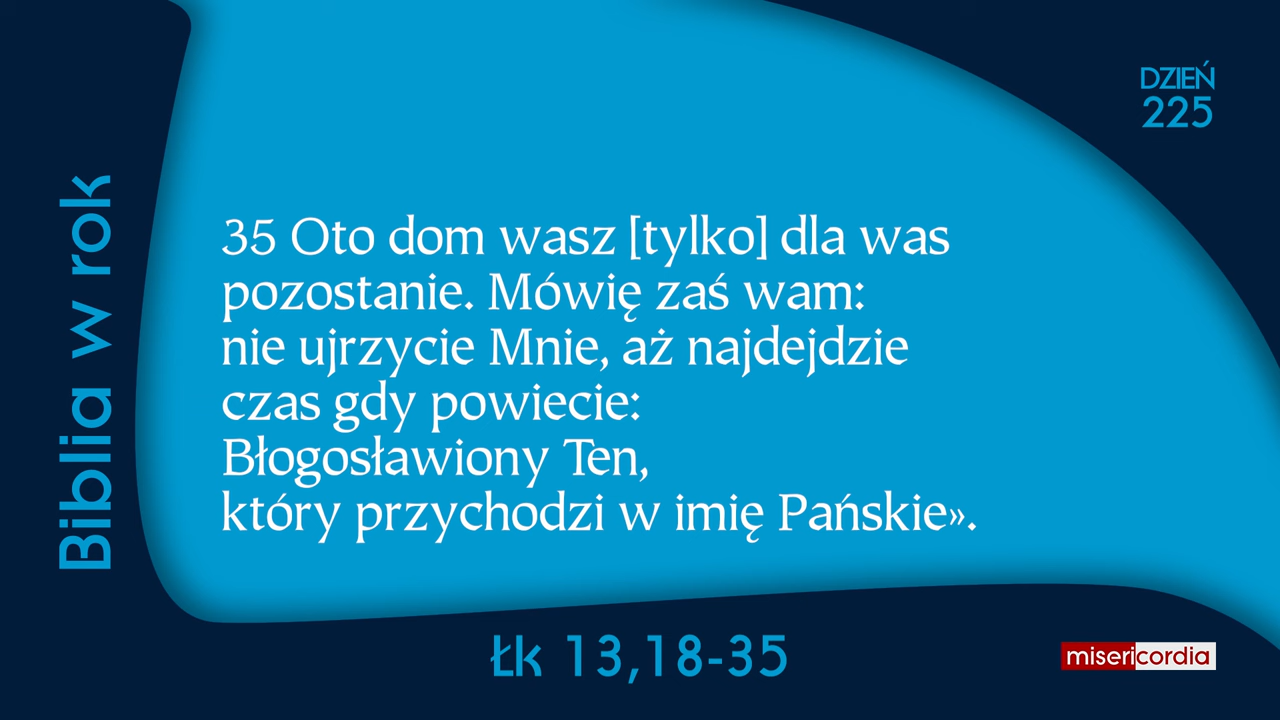 DZIEŃ
225
Biblia w rok
35 Oto dom wasz [tylko] dla was
pozostanie. Mówię zaś wam:
nie ujrzycie Mnie, aż najdejdzie
czas gdy powiecie:
Błogosławiony Ten,
który przychodzi w imię Pańskie».
Łk 13,18-35
misericordia